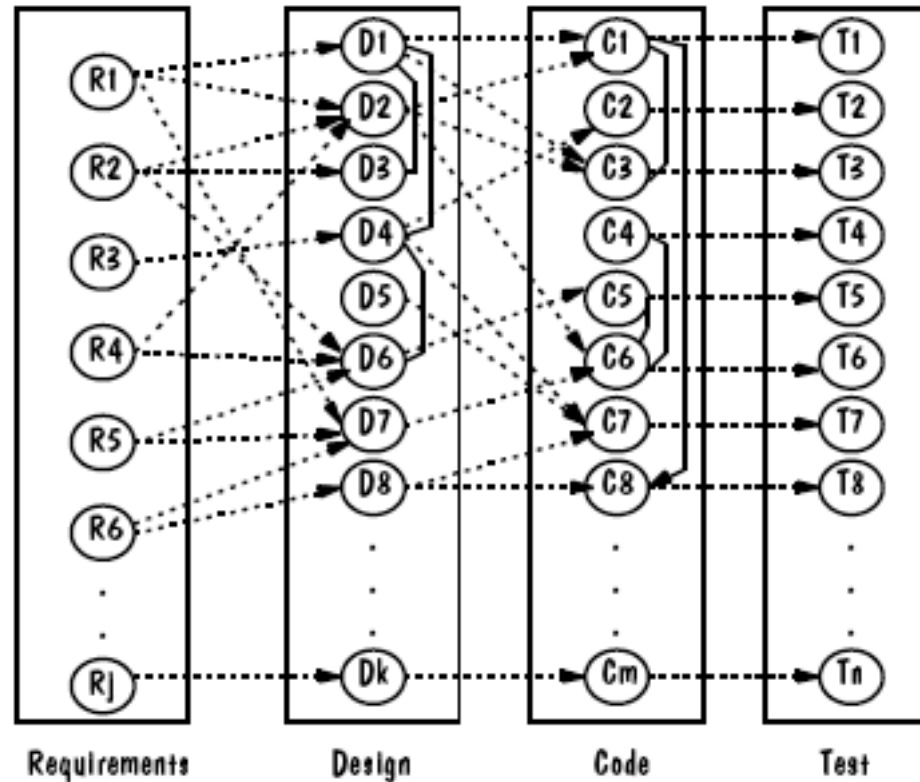 R1
R2
R3
R4
R5
R6
.
.
Rj
Requirements
D1
D2
D3
D4
D5
D6
D7
D8
.
.
.
Dk
Design
C1
C2
C3
C4
C5
C6
C7
C8
.
.
.
Cm
Code
T1
T2
T3
T4
T5
T6
T7
T8
.
.
.
Tn
Test